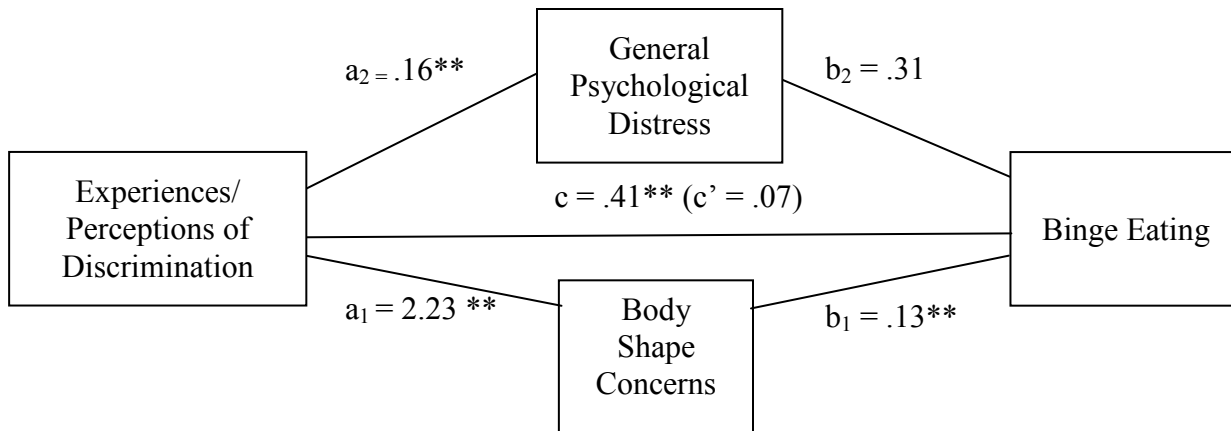 General
Psychological
Distress
a₂ = .16**
b₂ = .31
Experiences/
Perceptions of
Discrimination
c = .41** (c’ = .07)
Binge Eating
a₁ = 2.23 **
Body
Shape
Concerns
b₁ = .13**